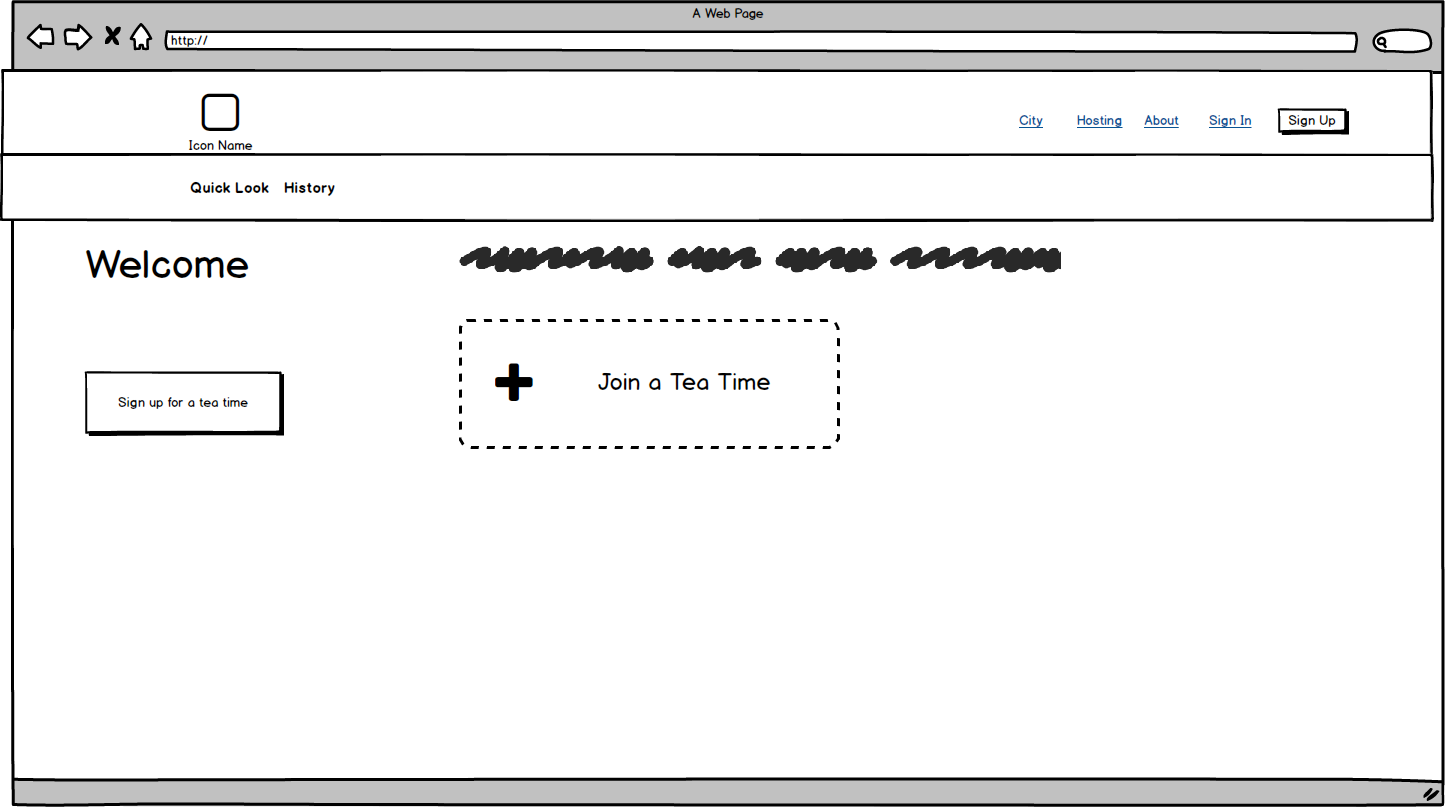 A Web Page
http://
Icon Name
City Hosting About Sign In Sign Up
Quick Look History
Welcome
Sign up for a tea time
Join a Tea Time